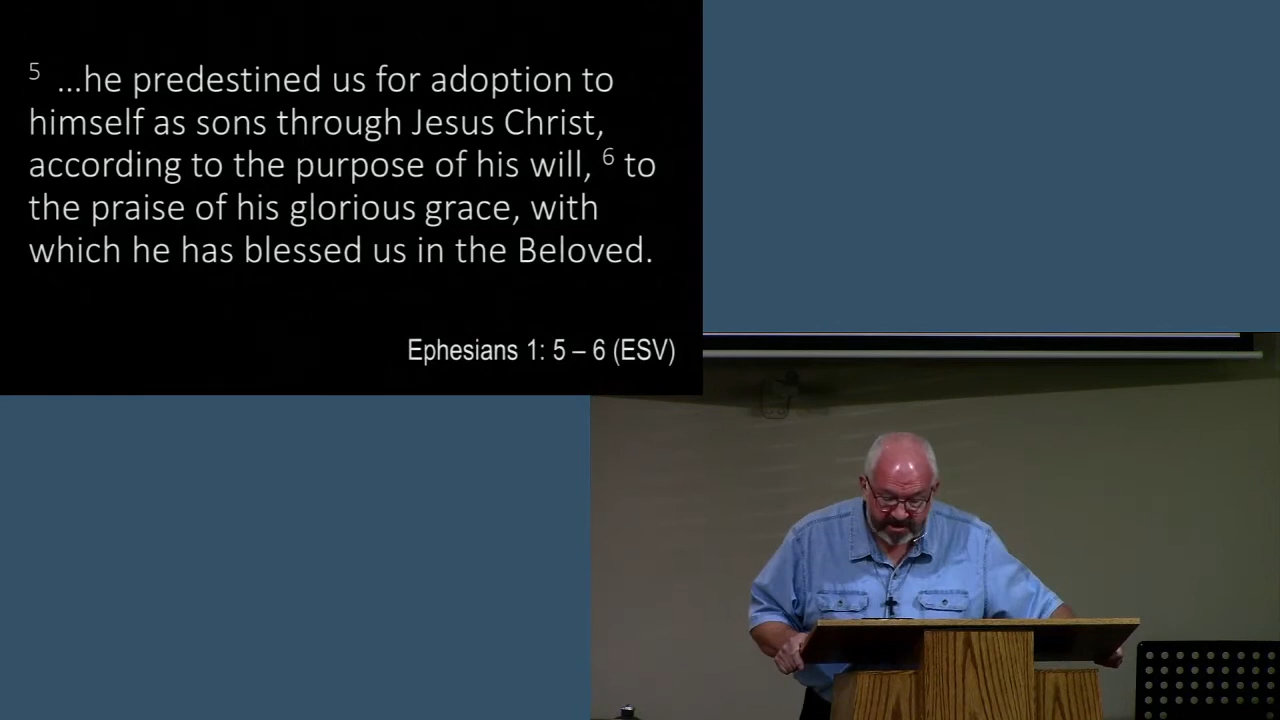 5 ...he predestined us for adoption to
himself as sons through Jesus Christ,
according to the purpose of his will, 6 to
the praise of his glorious grace, with
which he has blessed us in the Beloved.
Ephesians 1: 5 – 6 (ESV)